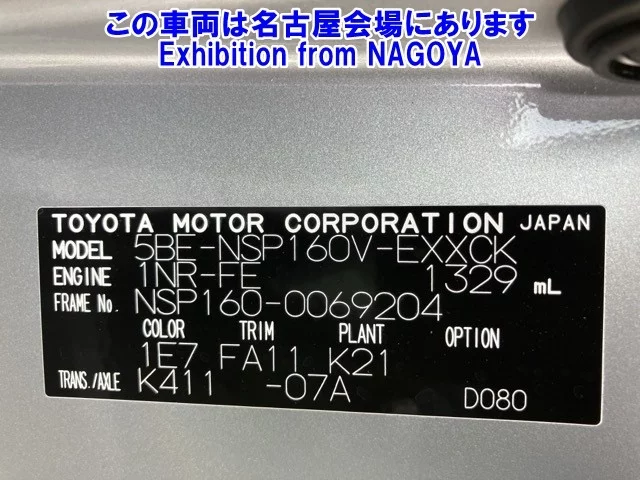 この車両は名古屋会場にあります
Exhibition from NAGOYA
TOYOTA MOTOR CORPORATION JAPAN
MODEL 5BE-NSP160V-EXXCK
ENGINE 1NR-FE 1329 mL
FRAME No. NSP160-0069204
COLOR TRIM PLANT OPTION
1E7 FA11 K21
TRANS./AXLE K411 -07A D080